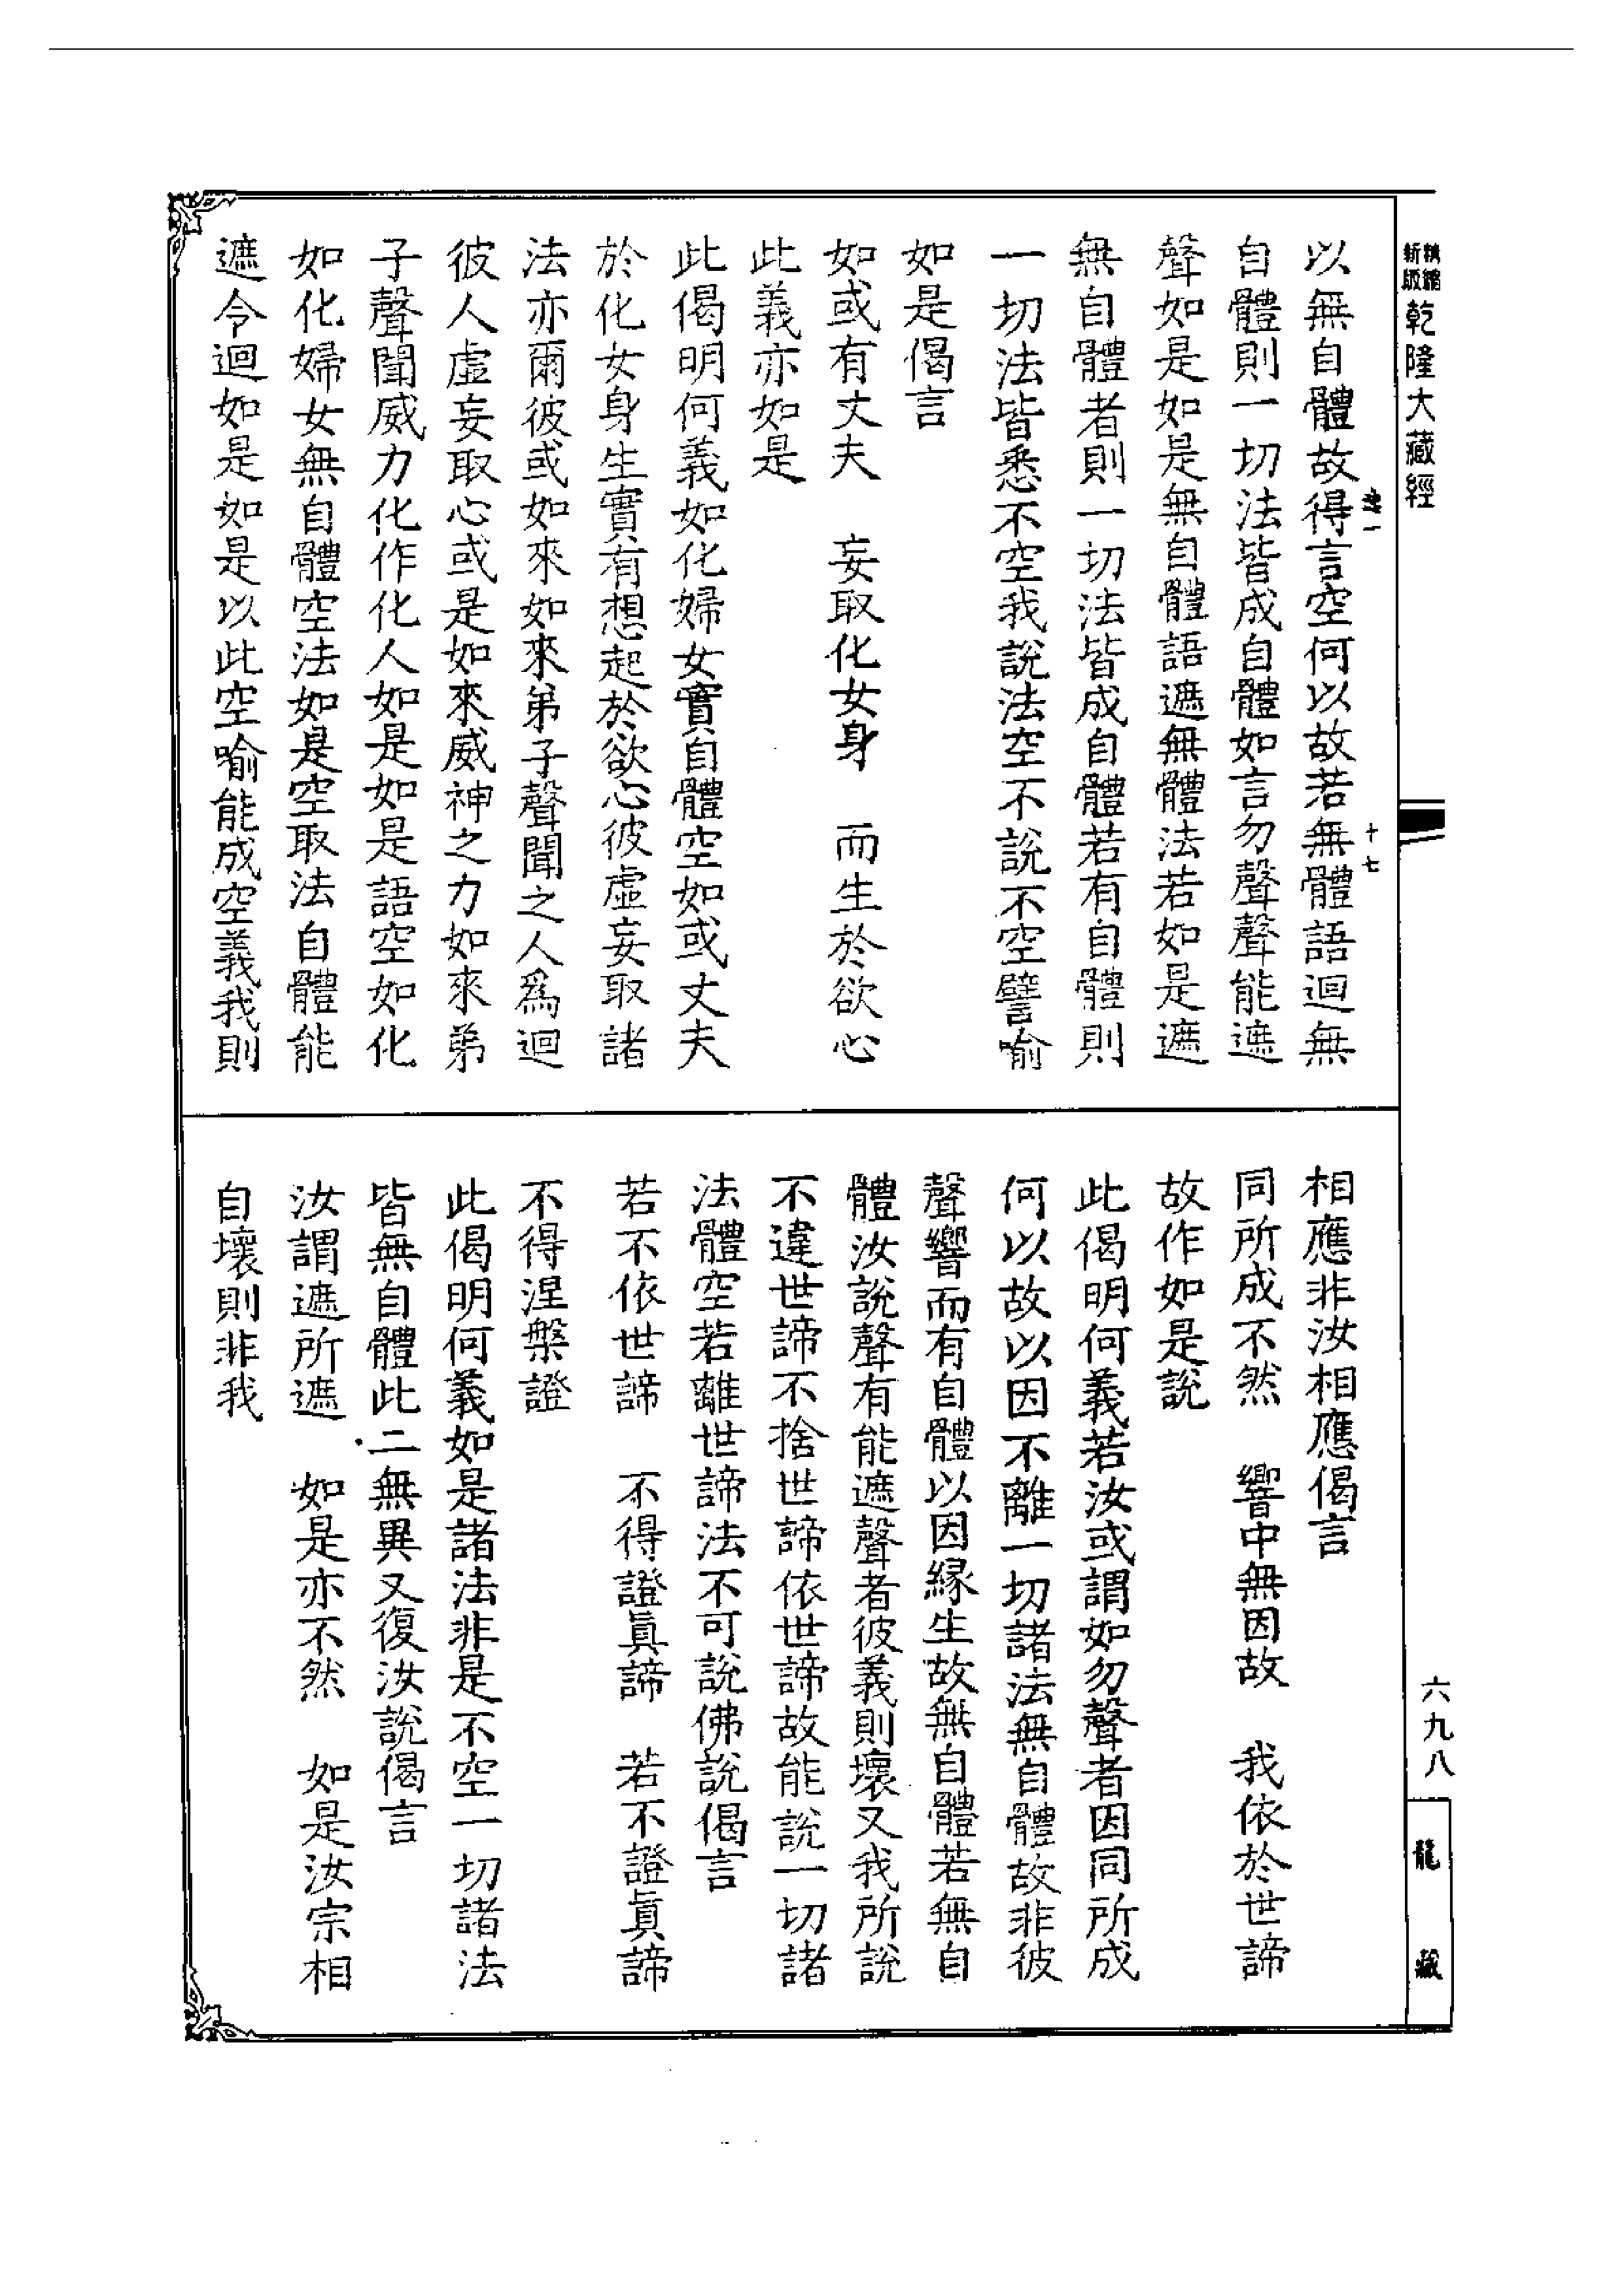 新版精縮乾隆大藏經
十七
以無自體故得言空何以故若無體語迴無
自體則一切法皆成自體如言勿聲聲能遮
聲如是如是無自體語遮無體法若如是遮
無自體者則一切法皆成自體若有自體則
一切法皆悉不空我說法空不說不空譬喻
如是偈言
如或有丈夫　妄取化女身　而生於欲心
此義亦如是
此偈明何義如化婦女實自體空如或丈夫
於化女身生實有想起於欲心彼虛妄取諸
法亦爾彼或如來如來弟子聲聞之人為迴
彼人虛妄取心或是如來威神之力如來弟
子聲聞威力化作化人如是如是語空如化
如化婦女無自體空法如是空取法自體能
遮令迴如是如是以此空喻能成空義我則
相應非汝相應偈言
同所成不然　響中無因故　我依於世諦
故作如是說
此偈明何義若汝或謂如勿聲者因同所成
何以故以因不離一切諸法無自體故非彼
聲響而有自體以因緣生故無自體若無自
體汝說聲有能遮聲者彼義則壞又我所說
不違世諦不捨世諦依世諦故能說一切諸
法體空若離世諦法不可說佛說偈言
若不依世諦　不得證真諦　若不證真諦
不得涅槃證
此偈明何義如是諸法非是不空一切諸法
皆無自體此二無異又復汝說偈言
汝謂遮所遮　如是亦不然　如是汝宗相
自壞則非我
六九八
龍藏